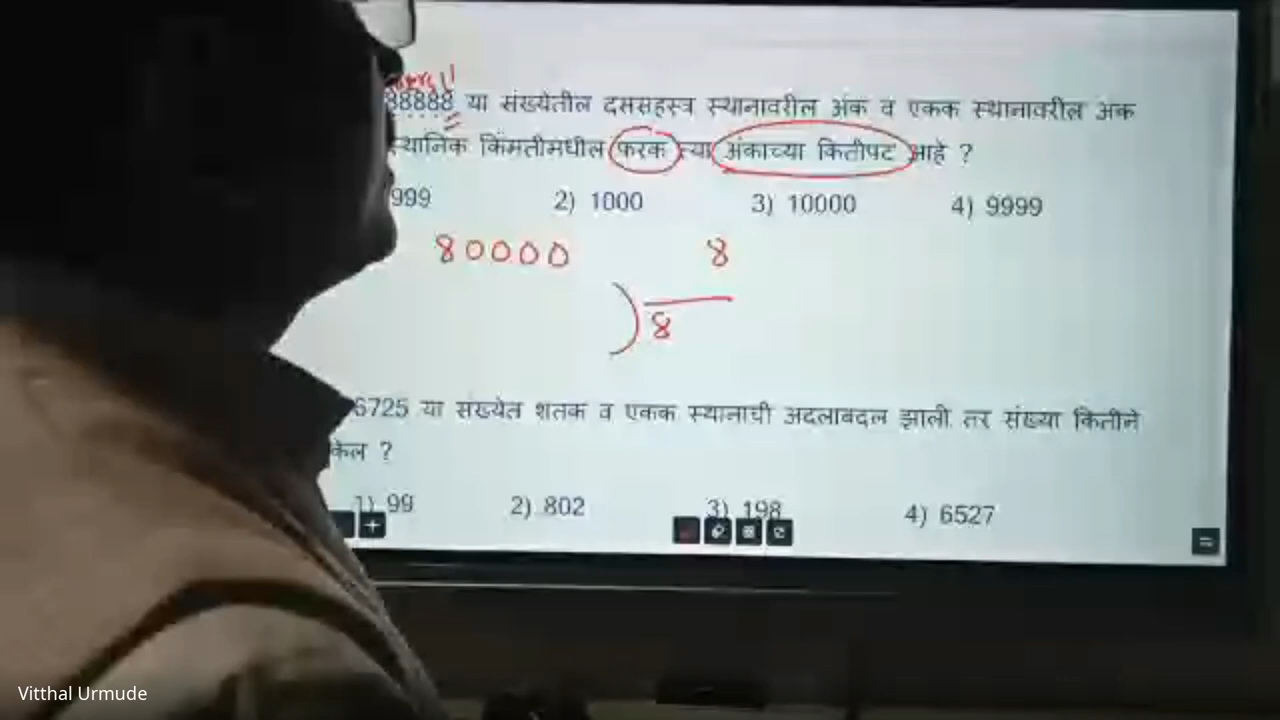 88888 या संख्येतील दससहस्त्र स्थानावरील अंक व एकक स्थानावरील अंक
स्थानिक किंमतीमधील फरक त्या अंकाच्या कितीपट आहे ?
999 2) 1000 3) 10000 4) 9999
80000 8
8
6725 या संख्येत शतक व एकक स्थानाची अदलाबदल झाली. तर संख्या कितीने
?
1) 99 2) 802 3) 198 4) 6527
Vitthal Urmude